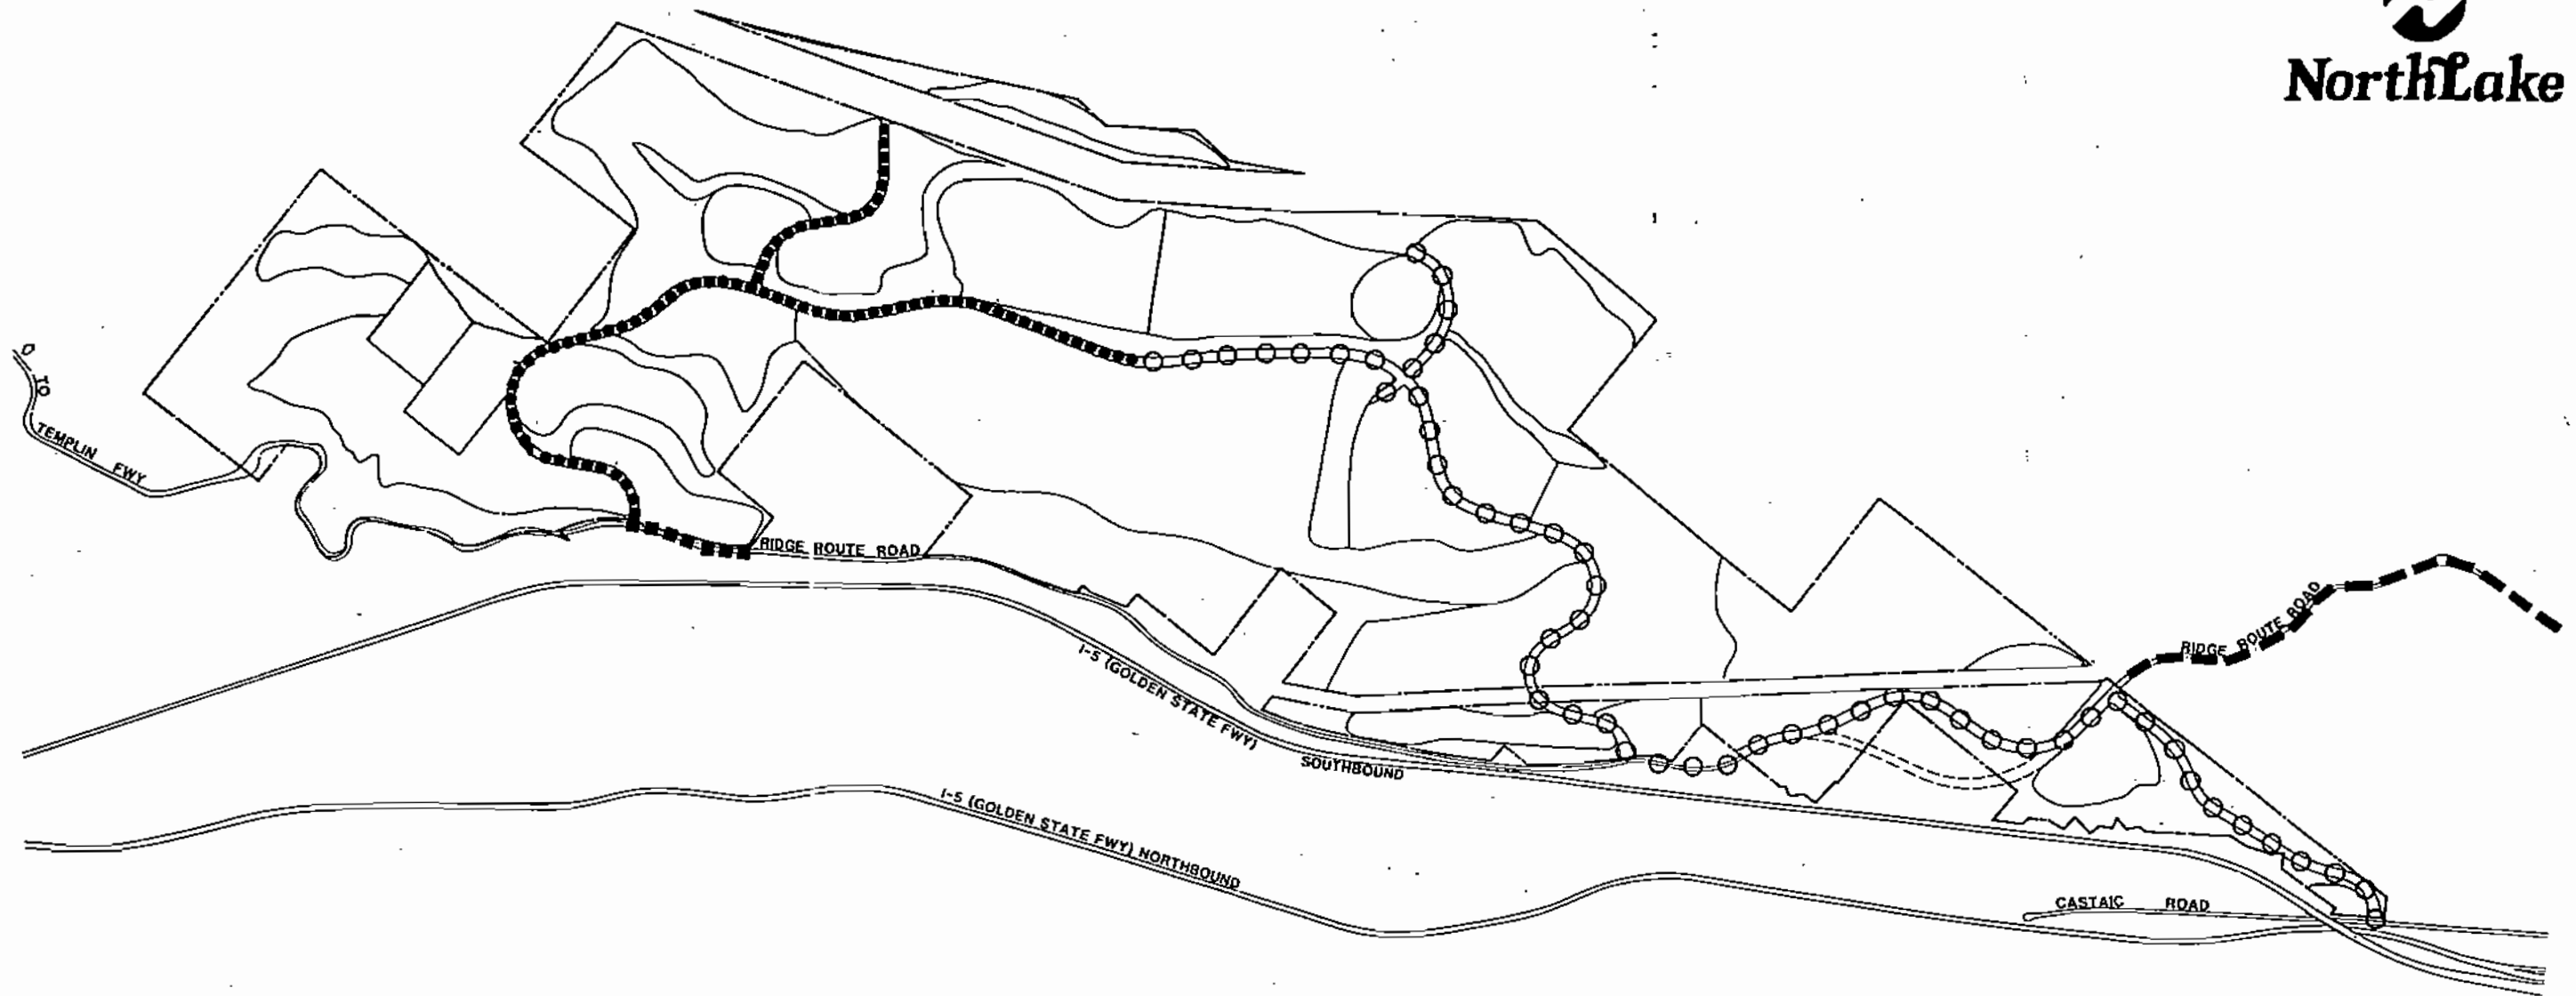 NorthLake
TO
TEMPLIN FWY
RIDGE ROUTE ROAD
RIDGE ROUTE ROAD
I-5 (GOLDEN STATE FWY)
SOUTHBOUND
I-5 (GOLDEN STATE FWY) NORTHBOUND
CASTAIC ROAD